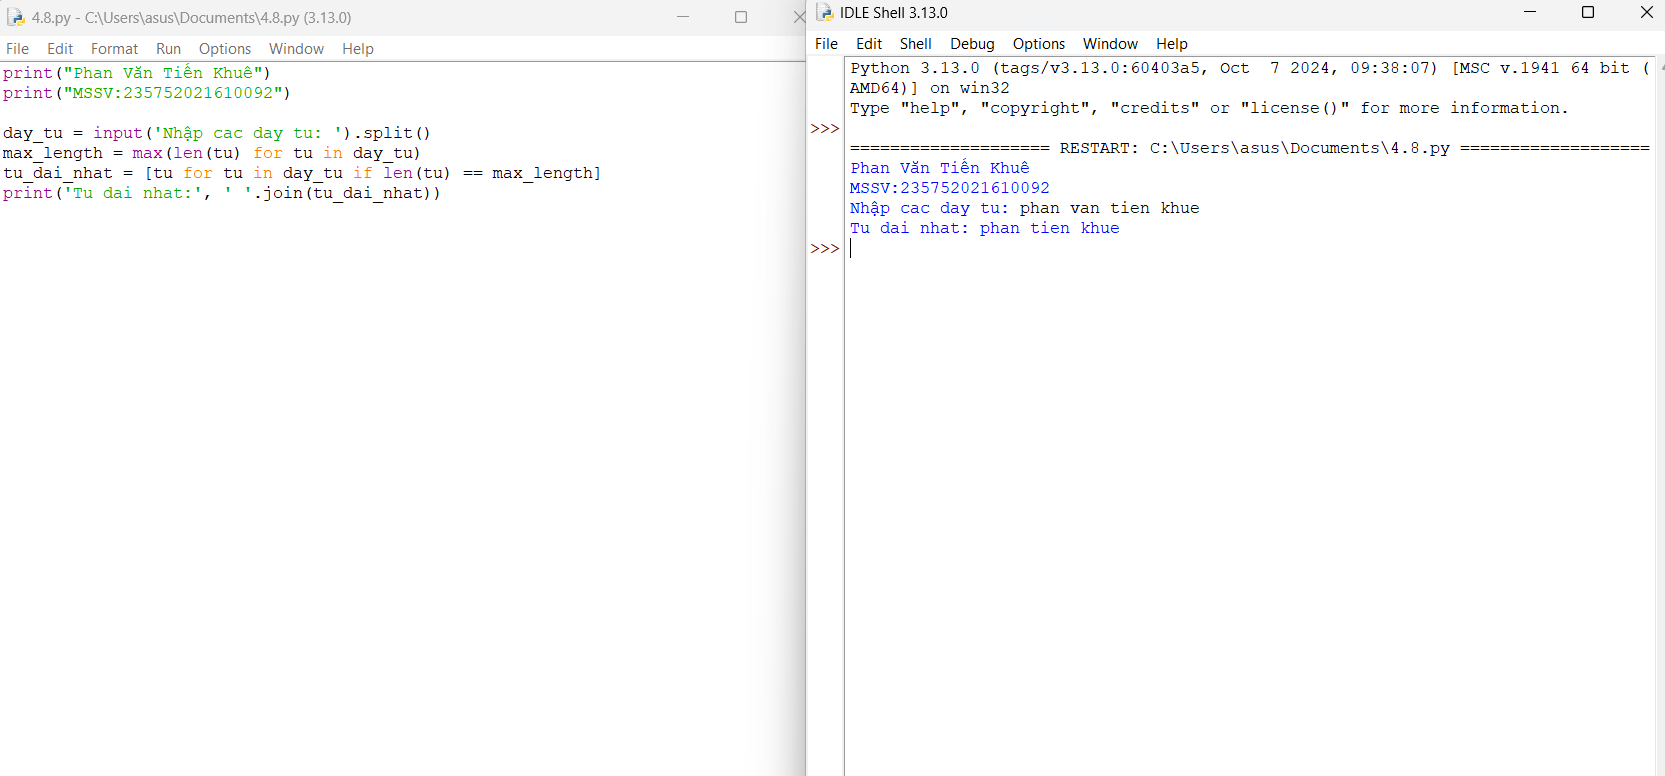 4.8.py - C:\Users\asus\Documents\4.8.py (3.13.0)
File Edit Format Run Options Window Help
print("Phan Văn Tiến Khuê")
print("MSSV:235752021610092")
day_tu = input('Nhập cac day tu: ').split()
max_length = max(len(tu) for tu in day_tu)
tu_dai_nhat = [tu for tu in day_tu if len(tu) == max_length]
print('Tu dai nhat:', ' '.join(tu_dai_nhat))
IDLE Shell 3.13.0
File Edit Shell Debug Options Window Help
Python 3.13.0 (tags/v3.13.0:60403a5, Oct  7 2024, 09:38:07) [MSC v.1941 64 bit (
AMD64)] on win32
Type "help", "copyright", "credits" or "license()" for more information.
>>>
==================== RESTART: C:\Users\asus\Documents\4.8.py ===================
Phan Văn Tiến Khuê
MSSV:235752021610092
Nhập cac day tu: phan van tien khue
Tu dai nhat: phan tien khue
>>>